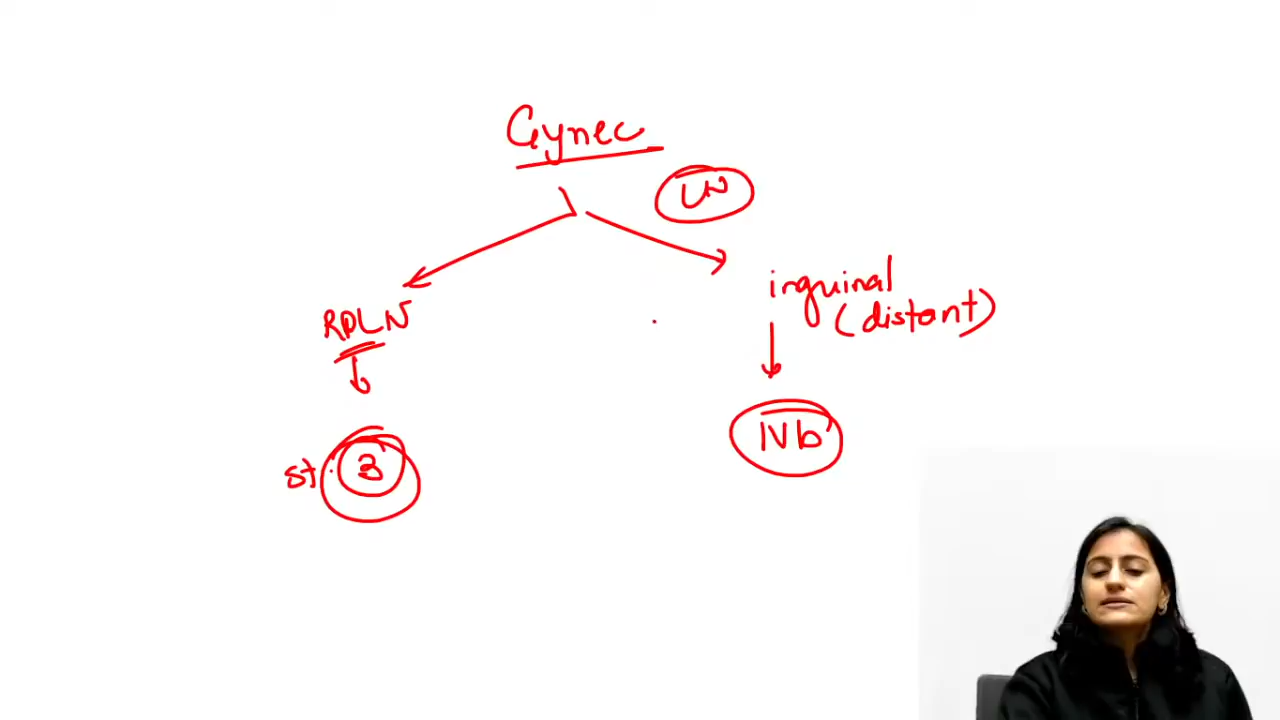 Gynec
LN
inguinal
(distant)
RPLN
IVb
st. 3